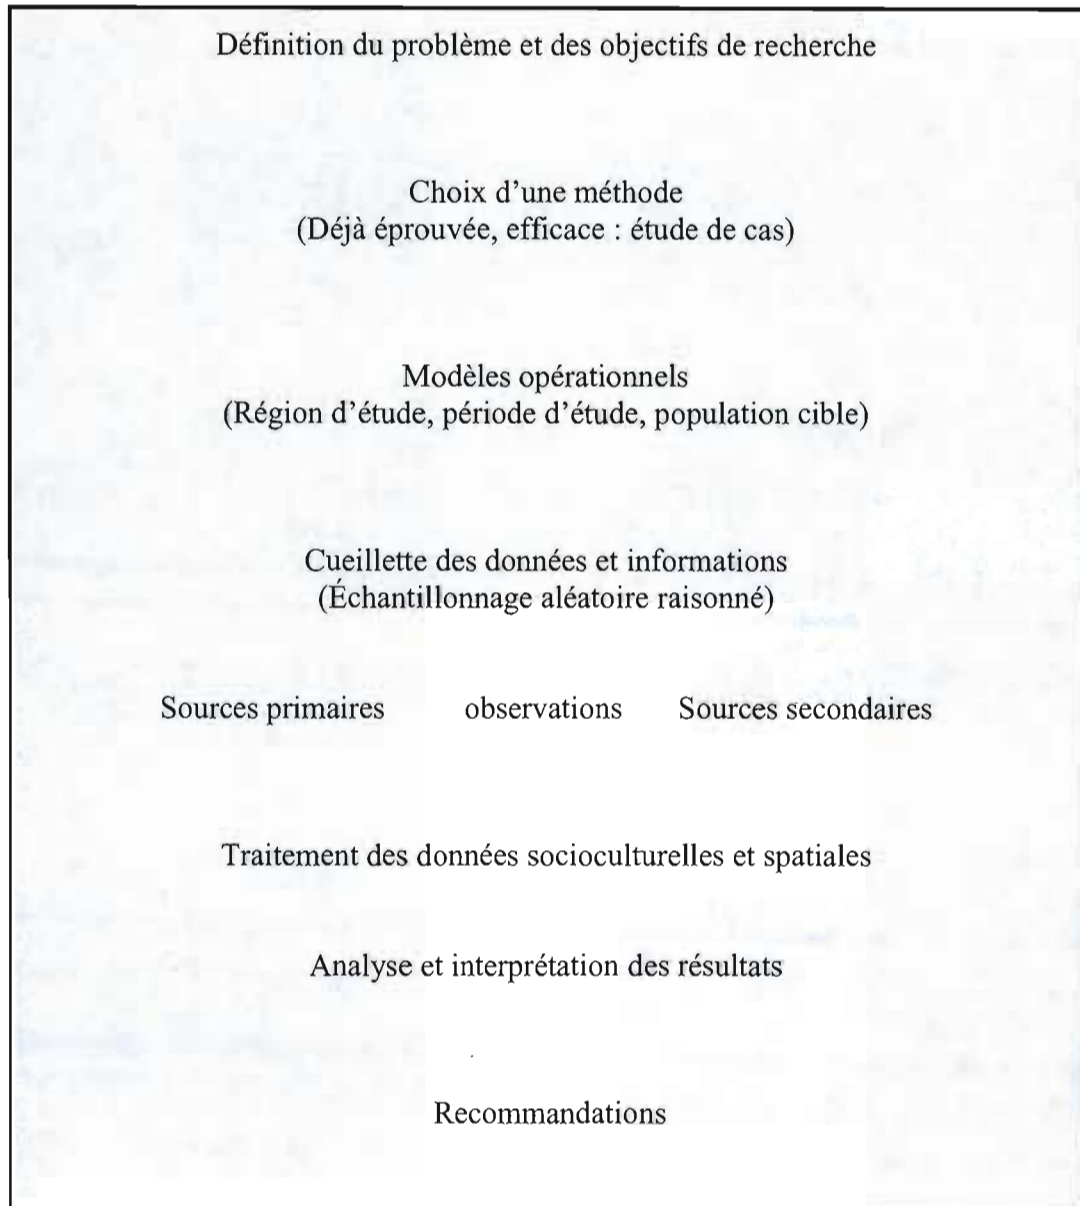 Définition du problème et des objectifs de recherche
Choix d'une méthode
(Déjà éprouvée, efficace : étude de cas)
Modèles opérationnels
(Région d'étude, période d'étude, population cible)
Cueillette des données et informations
(Échantillonnage aléatoire raisonné)
Sources primaires observations Sources secondaires
Traitement des données socioculturelles et spatiales
Analyse et interprétation des résultats
Recommandations